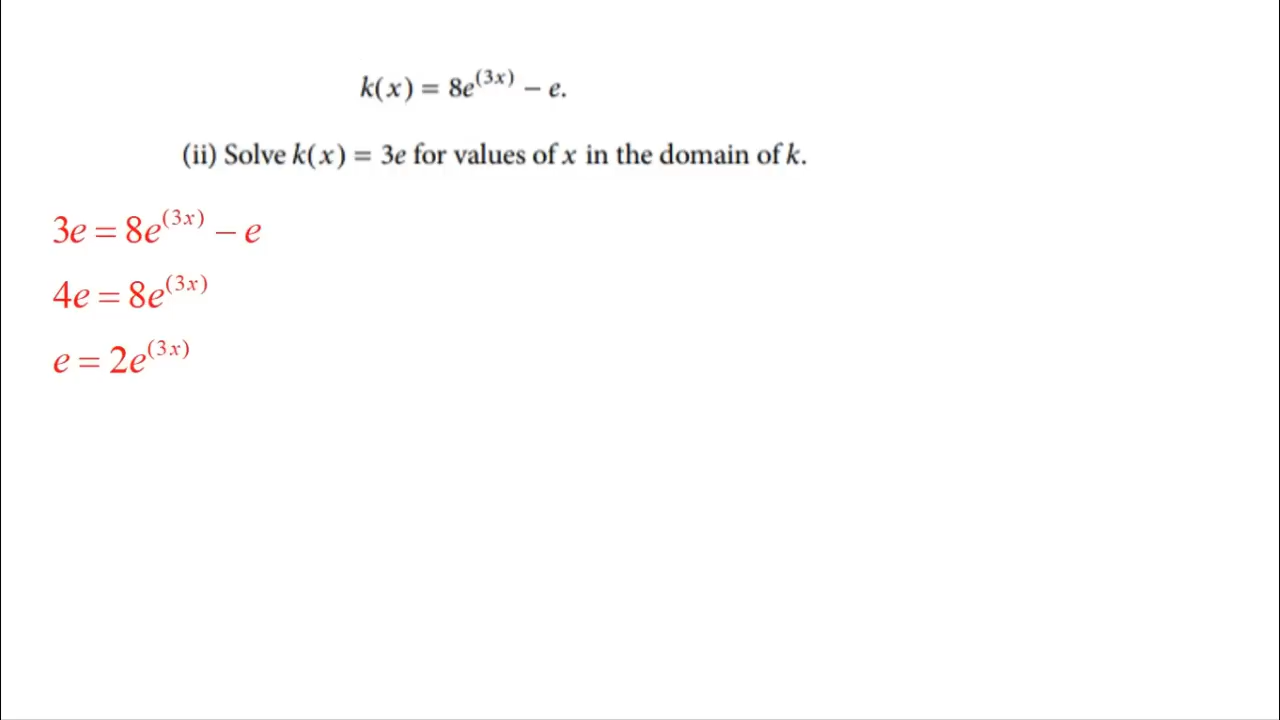 k(x) = 8e^(3x) − e.
(ii) Solve k(x) = 3e for values of x in the domain of k.
3e = 8e^(3x) − e
4e = 8e^(3x)
e = 2e^(3x)